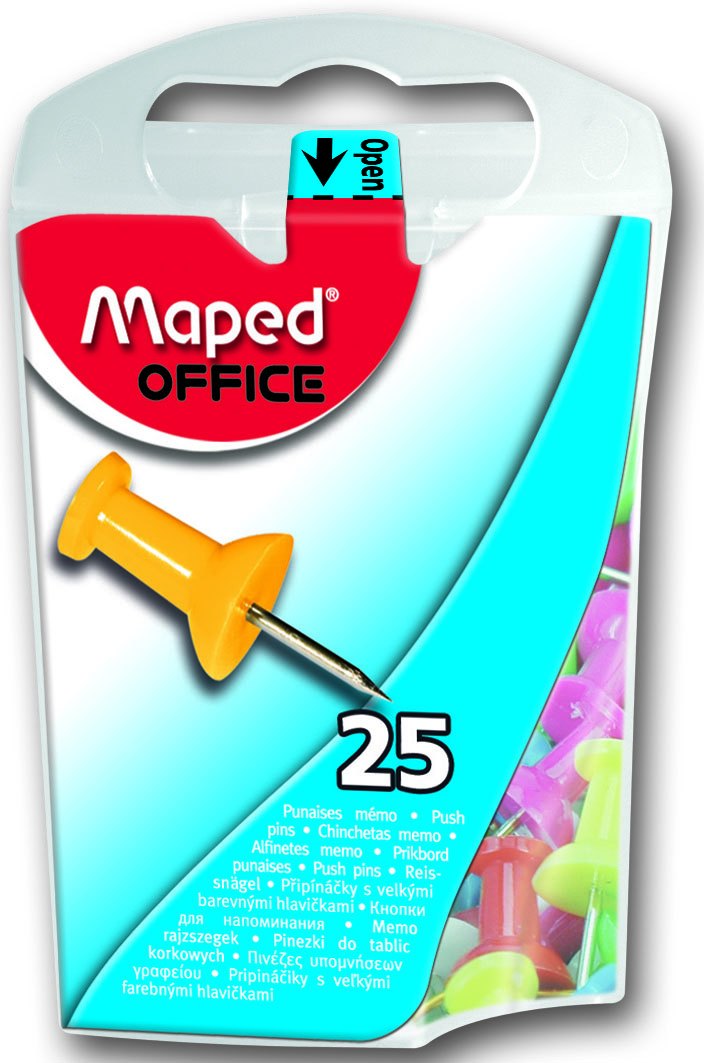 Open
Maped®
OFFICE
25
Punaises mémo • Push
pins • Chinchetas memo •
Alfinetes memo • Prikbord
punaises • Push pins • Reis-
snägel • Připínáčky s velkými
barevnými hlavičkami • Кнопки
для напоминания • Memo
rajzszegek • Pinezki do tablic
korkowych • Πινέζες υπομνήσεων
γραφείου • Pripináčiky s veľkými
farebnými hlavičkami